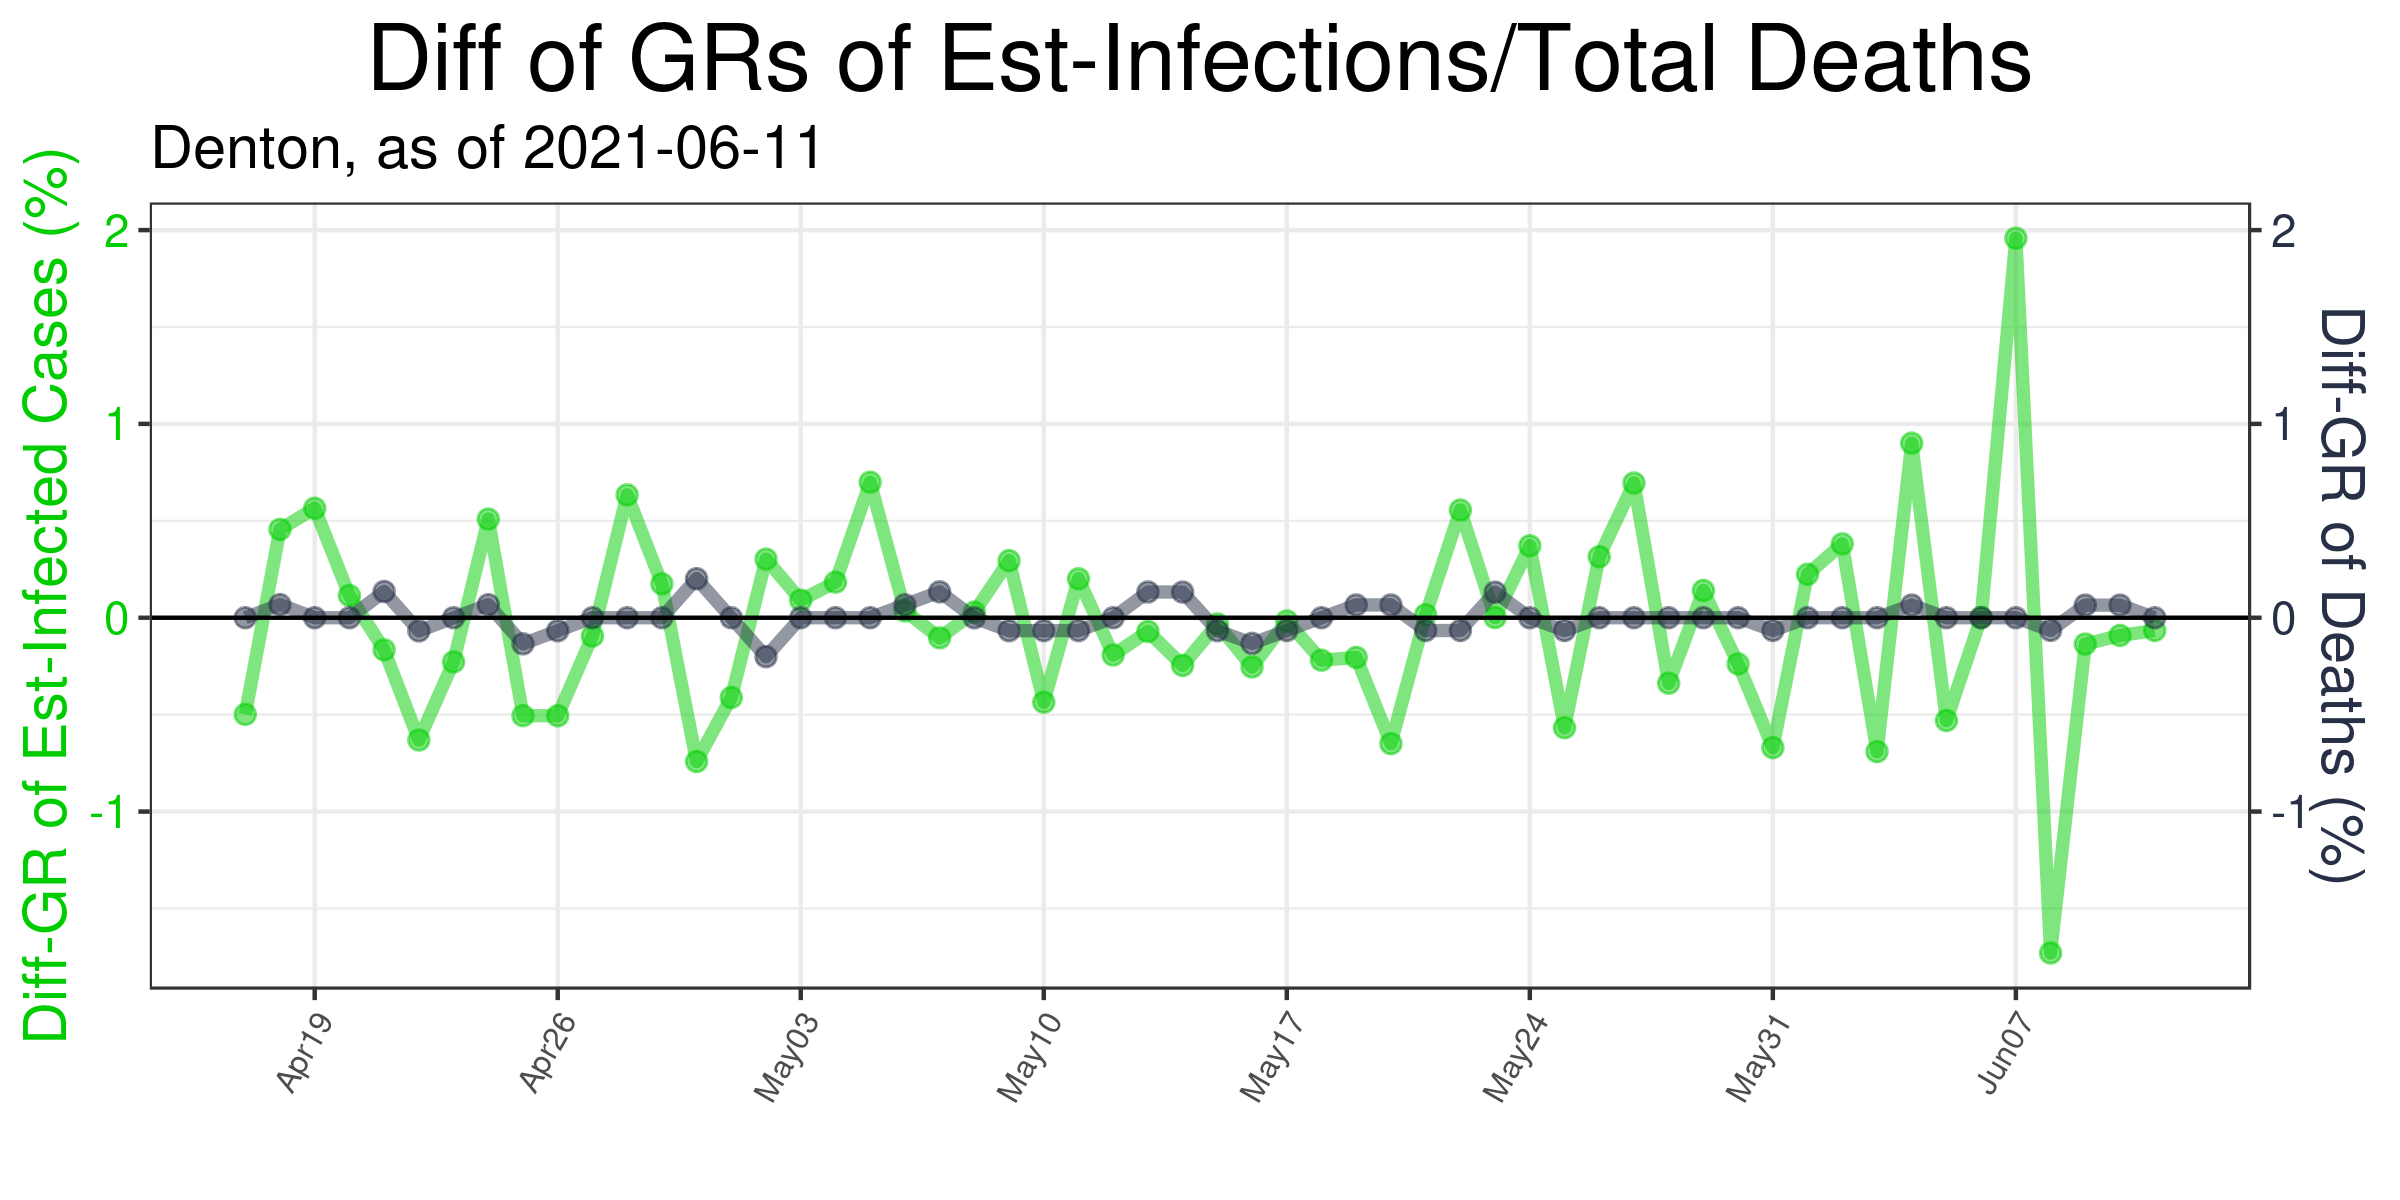 Diff of GRs of Est-Infections/Total Deaths
Denton, as of 2021-06-11
Diff-GR of Est-Infected Cases (%)
2
1
0
-1
2
1
0
-1
Diff-GR of Deaths (%)
Apr19
Apr26
May03
May10
May17
May24
May31
Jun07